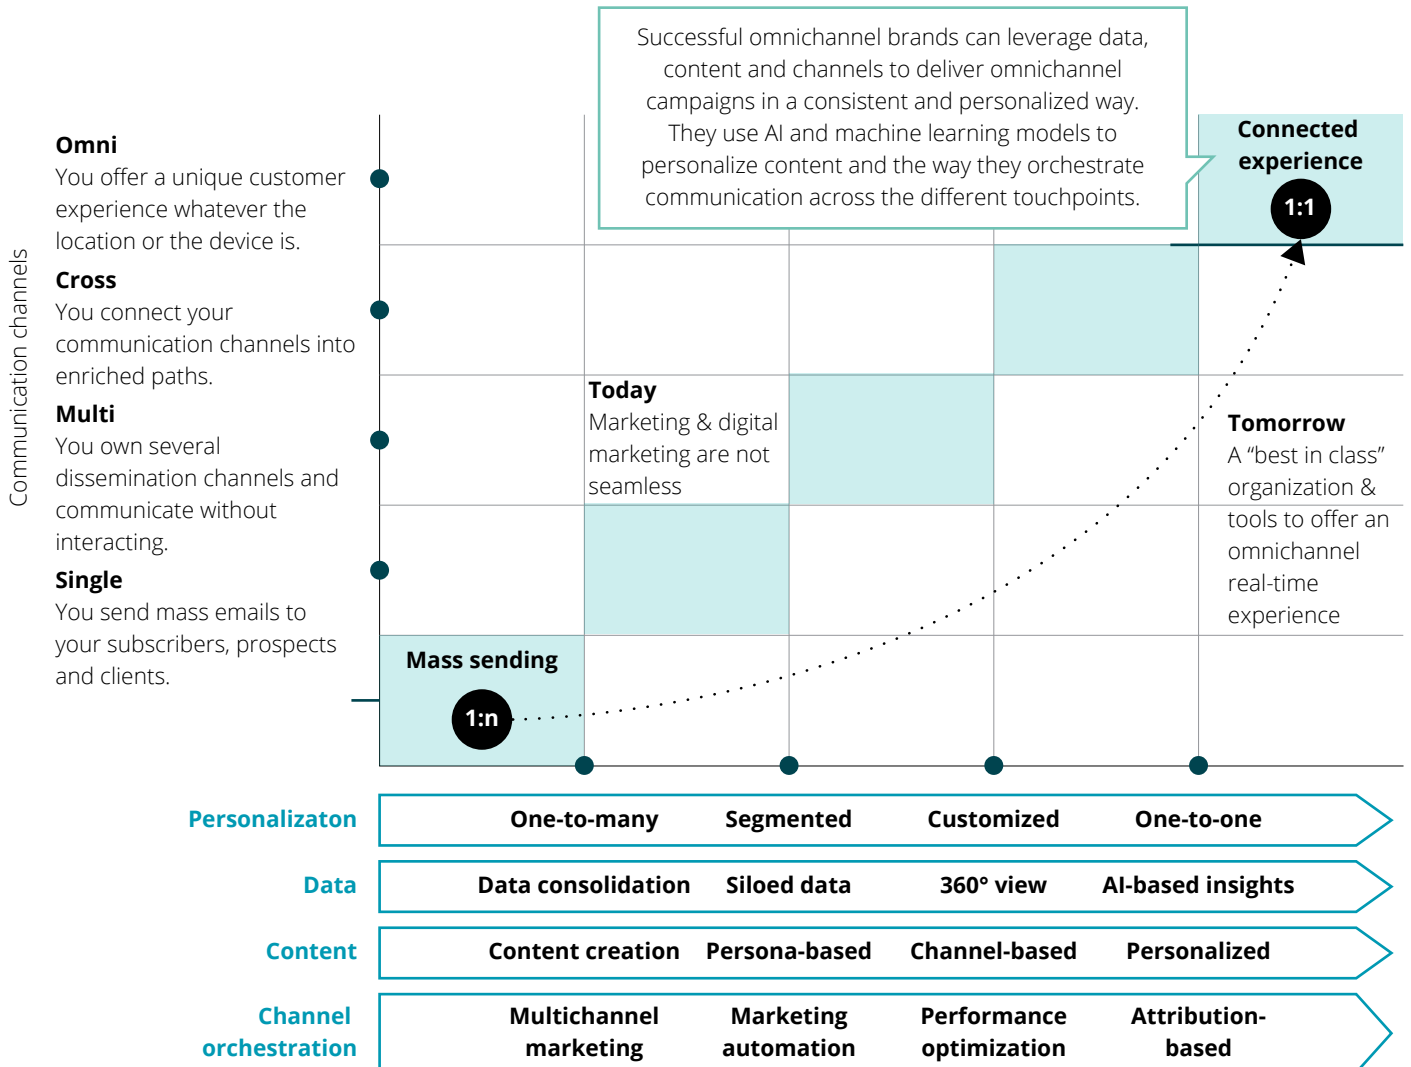 Successful omnichannel brands can leverage data,
content and channels to deliver omnichannel
campaigns in a consistent and personalized way.
They use AI and machine learning models to
personalize content and the way they orchestrate
communication across the different touchpoints.
Connected
experience
1:1
Communication channels
Omni
You offer a unique customer
experience whatever the
location or the device is.
Cross
You connect your
communication channels into
enriched paths.
Multi
You own several
dissemination channels and
communicate without
interacting.
Single
You send mass emails to
your subscribers, prospects
and clients.
Today
Marketing & digital
marketing are not
seamless
Tomorrow
A “best in class”
organization &
tools to offer an
omnichannel
real-time
experience
Mass sending
1:n
Personalizaton
One-to-many Segmented Customized One-to-one
Data
Data consolidation Siloed data 360° view AI-based insights
Content
Content creation Persona-based Channel-based Personalized
Channel
orchestration
Multichannel
marketing
Marketing
automation
Performance
optimization
Attribution-
based